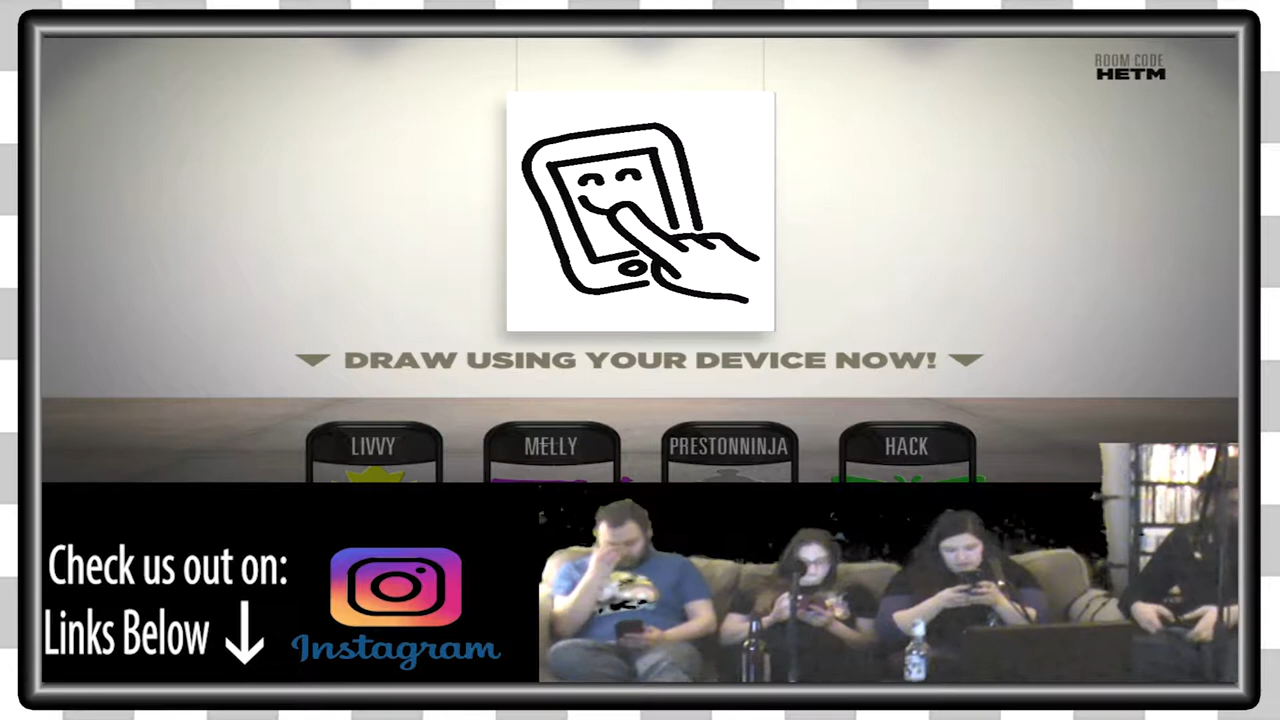 ROOM CODE
HETM
DRAW USING YOUR DEVICE NOW!
LIVVY
MELLY
PRESTONNINJA
HACK
Check us out on:
Links Below
Instagram